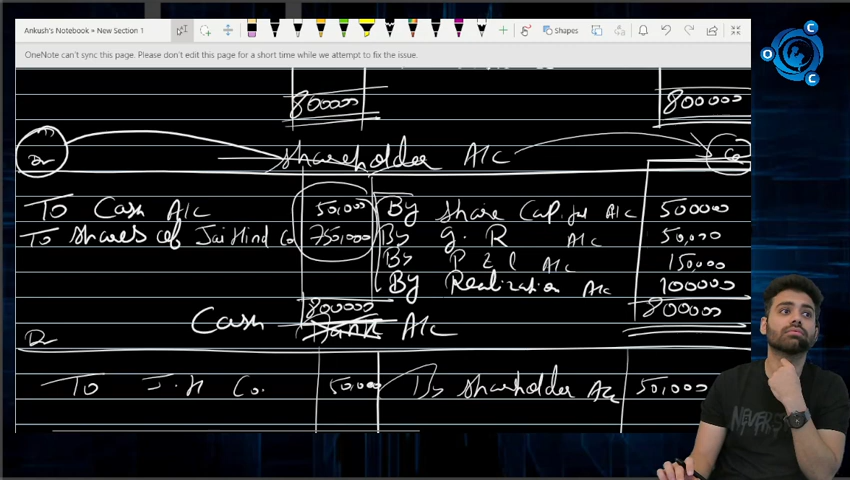 Ankush's Notebook > New Section 1
Shapes
OneNote can't sync this page. Please don't edit this page for a short time while we attempt to fix the issue.
800000 800000
Dr Shareholder A/c Cr
To Cash A/c 50,000 By Share Capital A/c 500000
To Shares of Jai Hind Co 750,000 By G. R A/c 50,000
By P & L A/c 150,000
By Realization A/c 100000
800000 800000
Cash A/c
Dr
To J.H Co. 50,000 By Shareholder A/c 50,000
O C C
NEVER